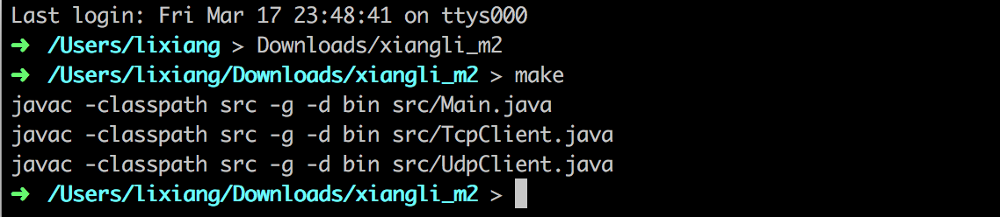 Last login: Fri Mar 17 23:48:41 on ttys000
➜ /Users/lixiang > Downloads/xiangli_m2
➜ /Users/lixiang/Downloads/xiangli_m2 > make
javac -classpath src -g -d bin src/Main.java
javac -classpath src -g -d bin src/TcpClient.java
javac -classpath src -g -d bin src/UdpClient.java
➜ /Users/lixiang/Downloads/xiangli_m2 >